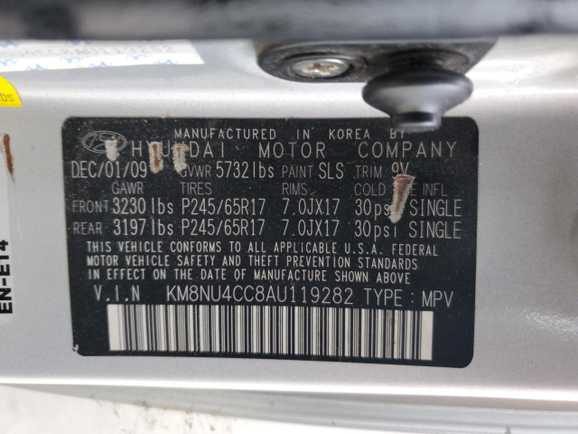 MANUFACTURED IN KOREA BY
HYUNDAI MOTOR COMPANY
DEC/01/09 GVWR 5732lbs PAINT SLS TRIM 9V
GAWR TIRES RIMS COLD TIRE INFL
FRONT 3230 lbs P245/65R17 7.0JX17 30psi SINGLE
REAR 3197 lbs P245/65R17 7.0JX17 30psi SINGLE
THIS VEHICLE CONFORMS TO ALL APPLICABLE U.S.A. FEDERAL
MOTOR VEHICLE SAFETY, BUMPER, AND THEFT PREVENTION STANDARDS
IN EFFECT ON THE DATE OF MANUFACTURE SHOWN ABOVE.
V.I.N KM8NU4CC8AU119282 TYPE : MPV
EN-E14